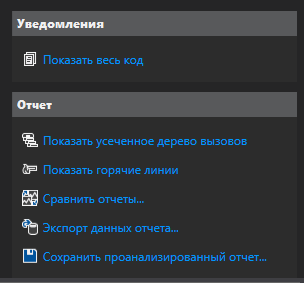 Уведомления
Показать весь код
Отчет
Показать усеченное дерево вызовов
Показать горячие линии
Сравнить отчеты...
Экспорт данных отчета...
Сохранить проанализированный отчет...